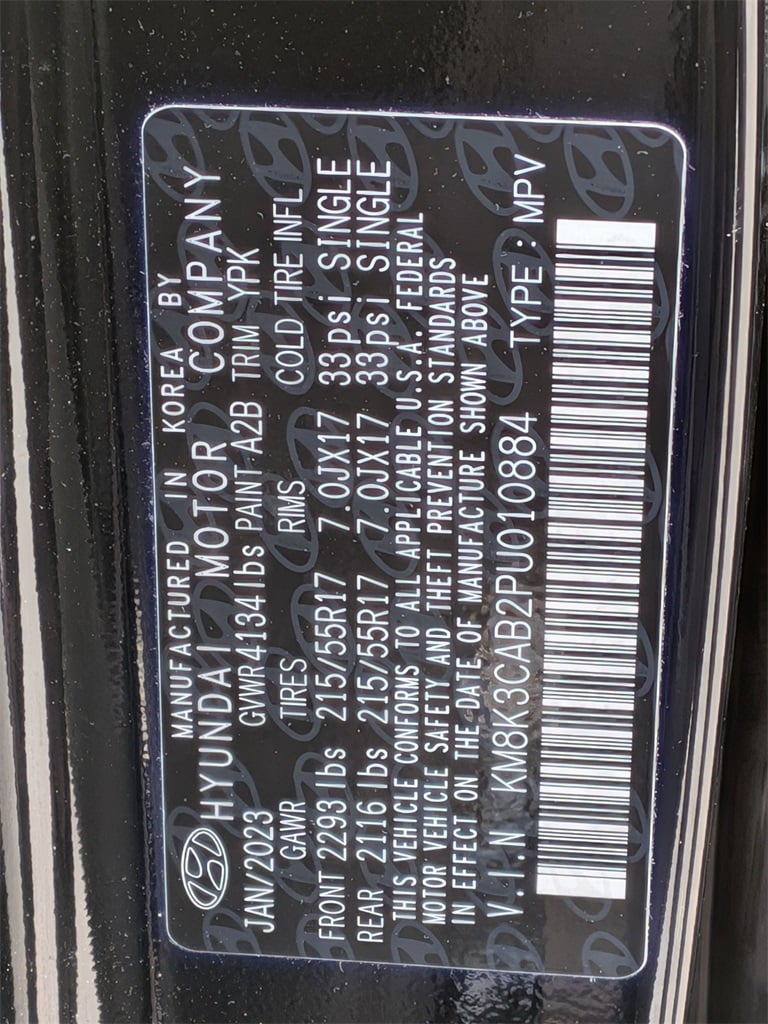 MANUFACTURED IN KOREA BY
HYUNDAI MOTOR COMPANY
JAN/2023 GVWR 4134 lbs PAINT A2B TRIM YPK
GAWR TIRES RIMS COLD TIRE INFL
FRONT 2293 lbs 215/55R17 7.0JX17 33psi SINGLE
REAR 2116 lbs 215/55R17 7.0JX17 33psi SINGLE
THIS VEHICLE CONFORMS TO ALL APPLICABLE U.S.A. FEDERAL
MOTOR VEHICLE SAFETY AND THEFT PREVENTION STANDARDS
IN EFFECT ON THE DATE OF MANUFACTURE SHOWN ABOVE
V.I.N KM8K3CAB2PU010884 TYPE : MPV